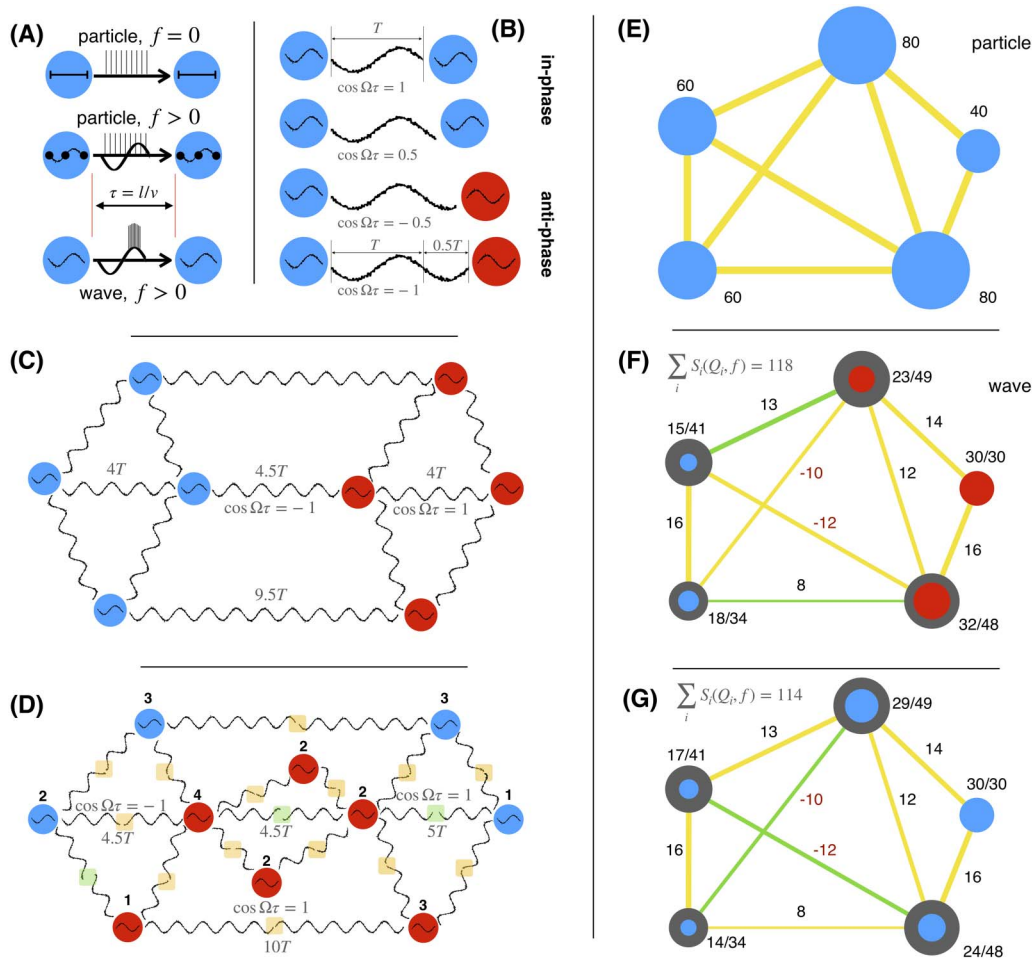 (A)
particle, f = 0
particle, f > 0
τ = l/v
wave, f > 0
(B)
T
cos Ωτ = 1
cos Ωτ = 0.5
in-phase
cos Ωτ = − 0.5
T
0.5T
cos Ωτ = − 1
anti-phase
(C)
4T
4.5T
cos Ωτ = − 1
4T
cos Ωτ = 1
9.5T
(D)
3
3
2
2
cos Ωτ = − 1
4
2
cos Ωτ = 1
1
4.5T
4.5T
5T
2
1
cos Ωτ = 1
3
10T
(E)
80
particle
60
40
60
80
(F)
∑ᵢ Sᵢ(Qᵢ, f) = 118
23/49
wave
13
14
15/41
30/30
-10
12
-12
16
16
8
18/34
32/48
(G)
∑ᵢ Sᵢ(Qᵢ, f) = 114
29/49
13
14
17/41
30/30
-10
12
-12
16
16
8
14/34
24/48